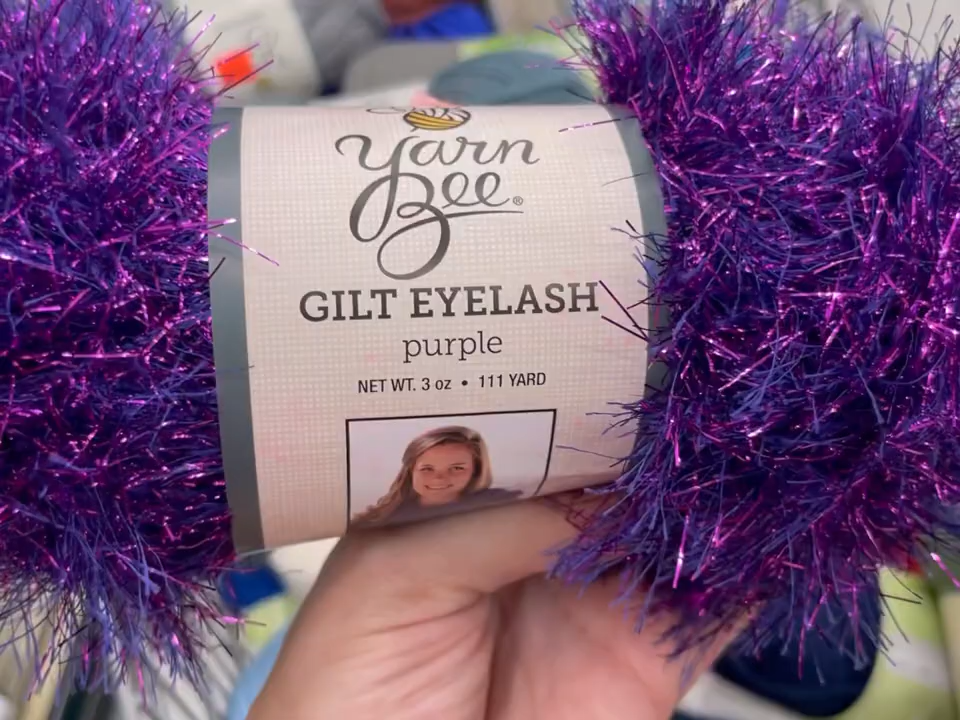 Yarn
Bee®
GILT EYELASH
purple
NET WT. 3 oz • 111 YARD